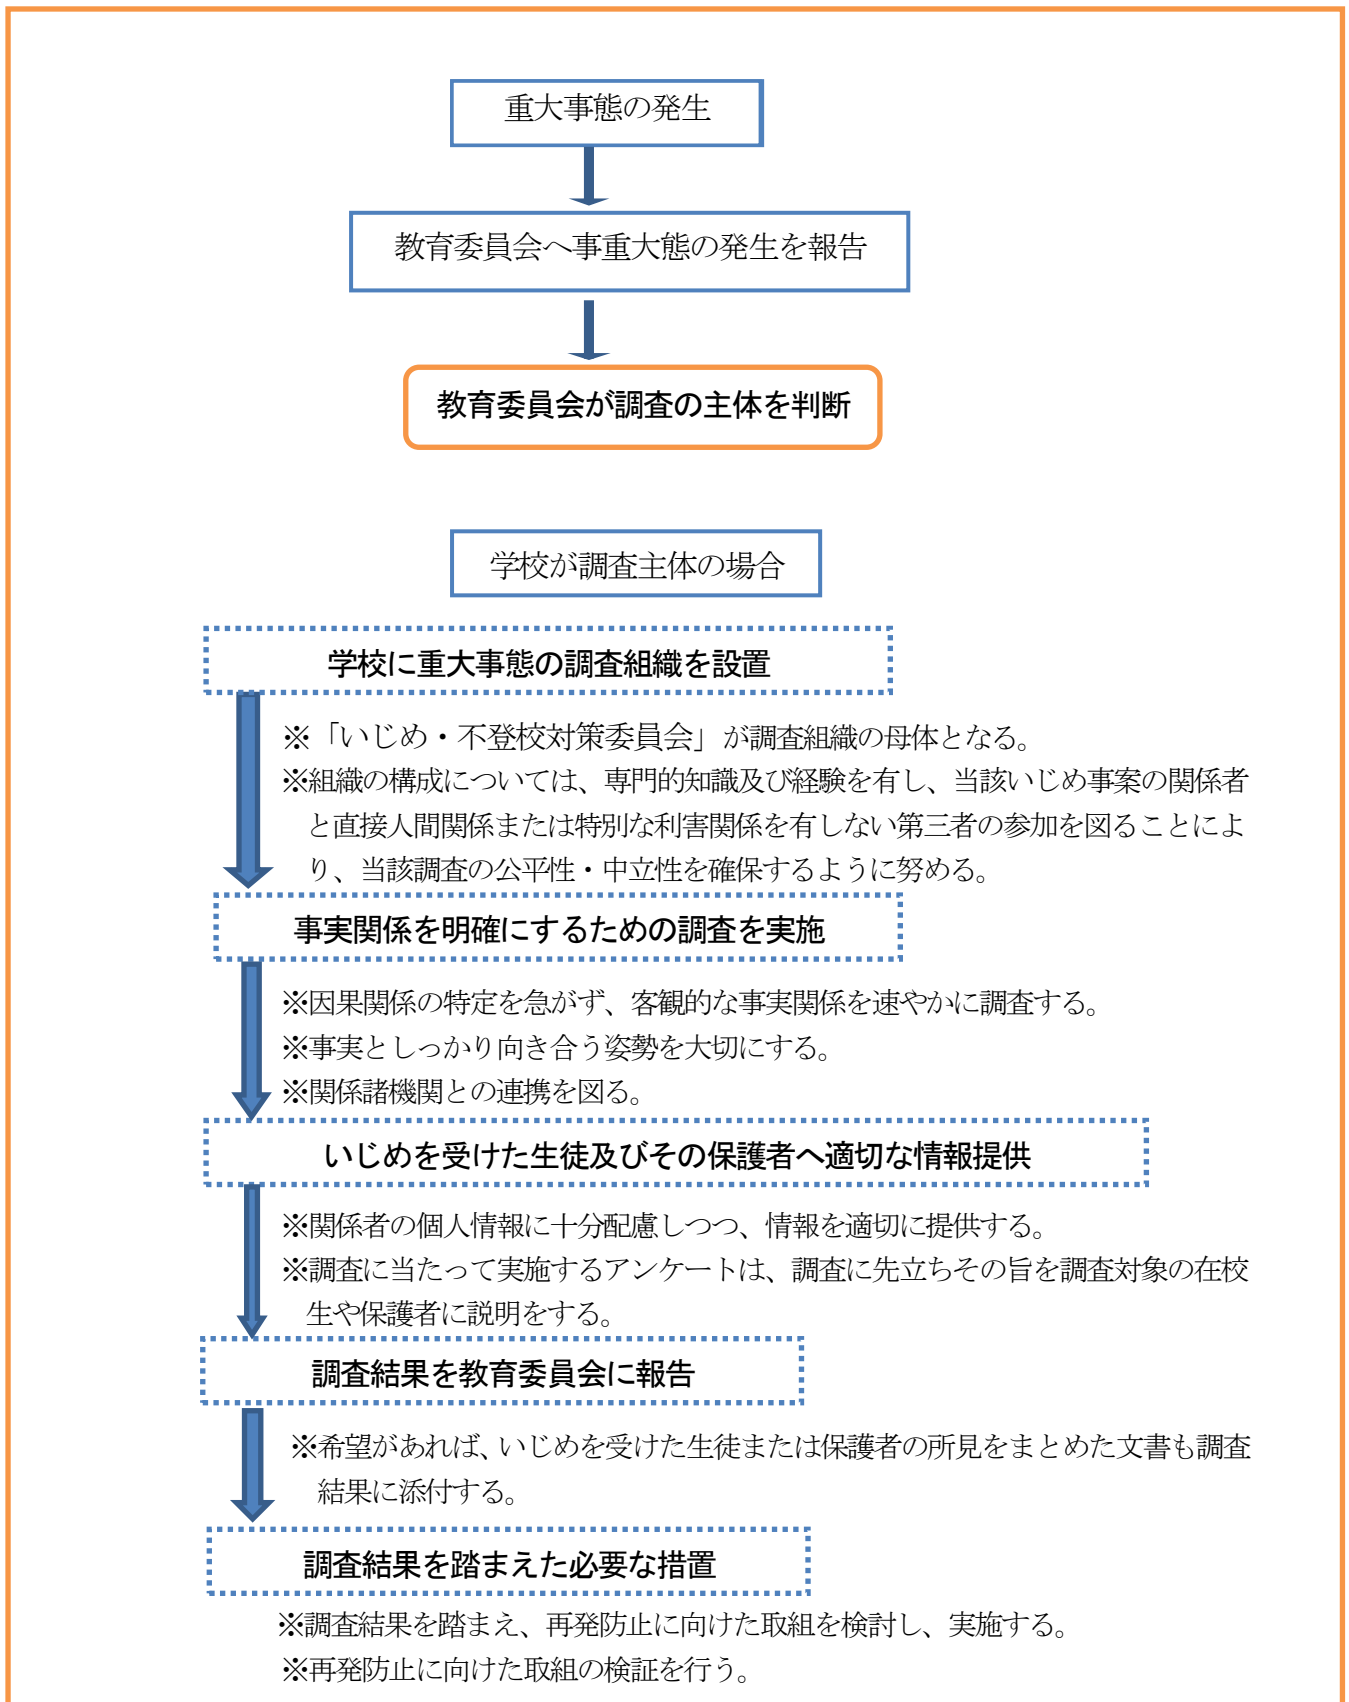 重大事態の発生
教育委員会へ事重大態の発生を報告
教育委員会が調査の主体を判断
学校が調査主体の場合
学校に重大事態の調査組織を設置
※「いじめ・不登校対策委員会」が調査組織の母体となる。
※組織の構成については、専門的知識及び経験を有し、当該いじめ事案の関係者
と直接人間関係または特別な利害関係を有しない第三者の参加を図ることによ
り、当該調査の公平性・中立性を確保するように努める。
事実関係を明確にするための調査を実施
※因果関係の特定を急がず、客観的な事実関係を速やかに調査する。
※事実としっかり向き合う姿勢を大切にする。
※関係諸機関との連携を図る。
いじめを受けた生徒及びその保護者へ適切な情報提供
※関係者の個人情報に十分配慮しつつ、情報を適切に提供する。
※調査に当たって実施するアンケートは、調査に先立ちその旨を調査対象の在校
生や保護者に説明をする。
調査結果を教育委員会に報告
※希望があれば、いじめを受けた生徒または保護者の所見をまとめた文書も調査
結果に添付する。
調査結果を踏まえた必要な措置
※調査結果を踏まえ、再発防止に向けた取組を検討し、実施する。
※再発防止に向けた取組の検証を行う。